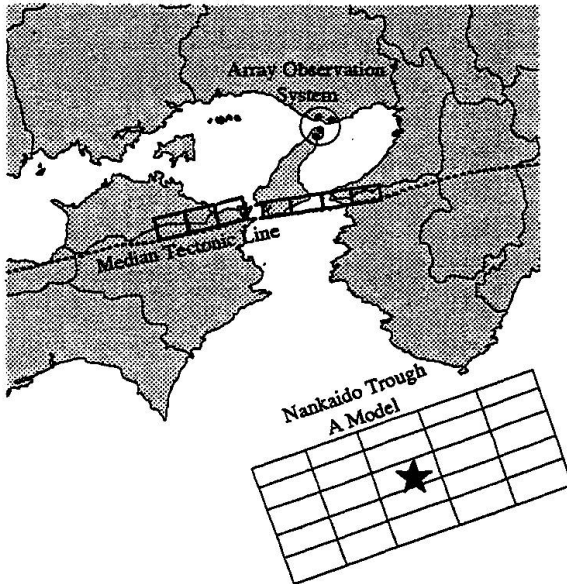 Array Observation
System
Median Tectonic Line
Nankaido Trough
A Model